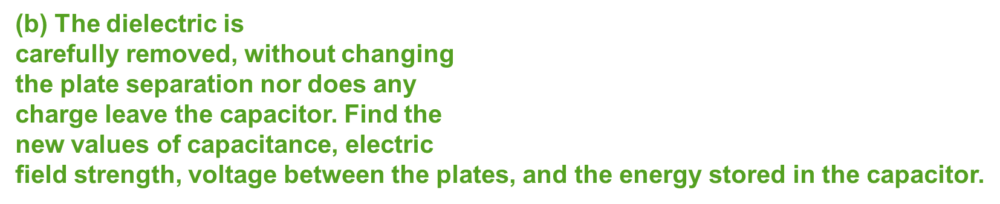 (b) The dielectric is
carefully removed, without changing
the plate separation nor does any
charge leave the capacitor. Find the
new values of capacitance, electric
field strength, voltage between the plates, and the energy stored in the capacitor.